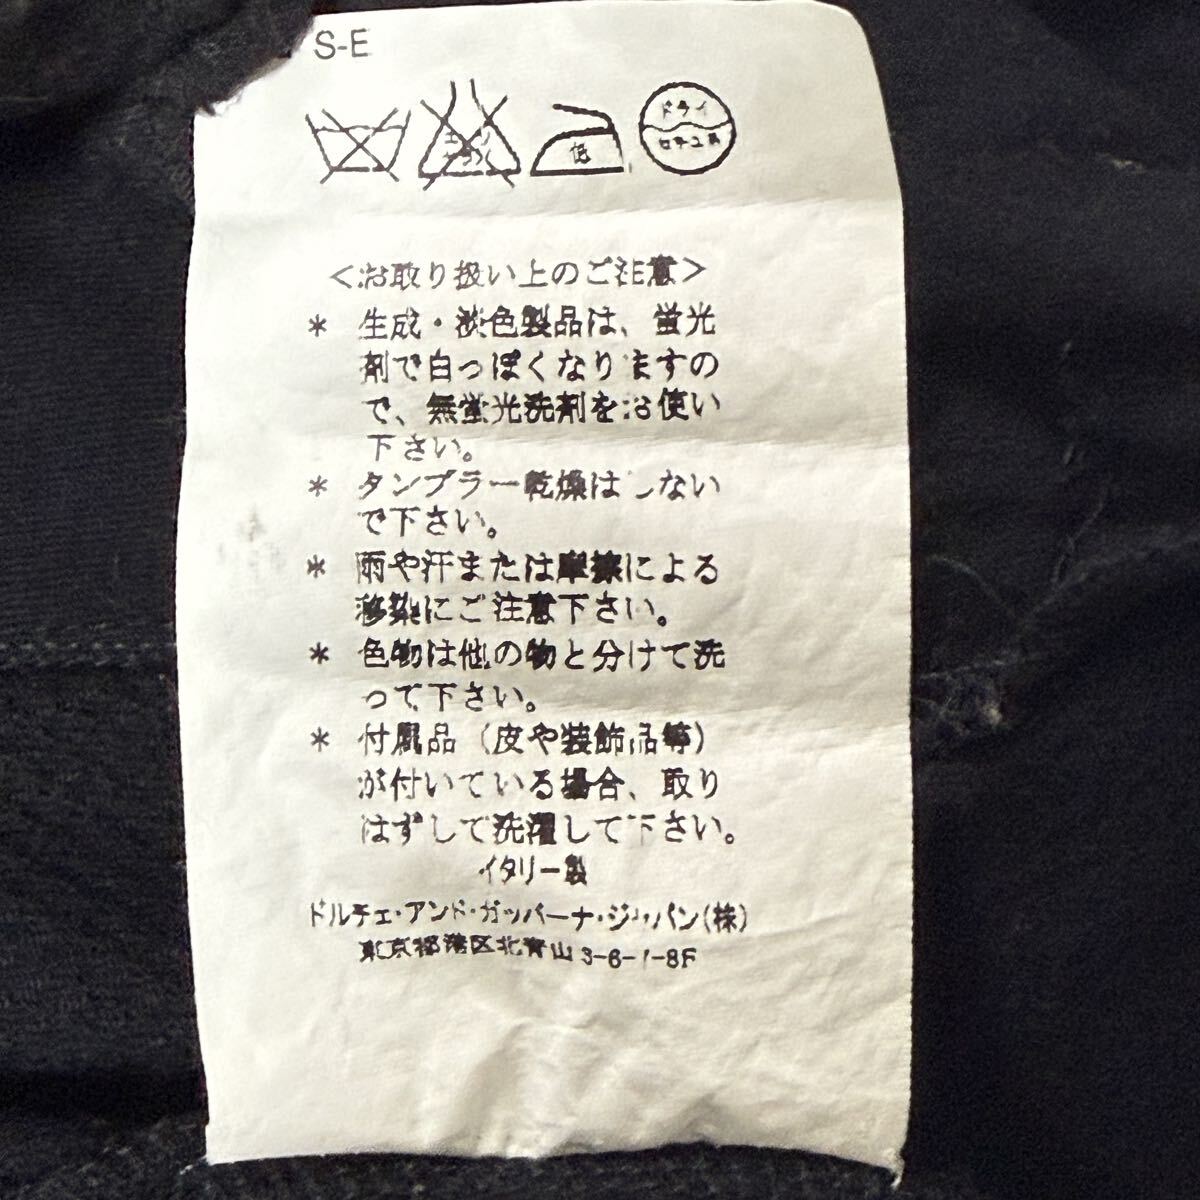 S-E
エンソ
サラシ
低
ドライ
セキユ系
<お取り扱い上のご注意>
* 生成・淡色製品は、蛍光
剤で白っぽくなりますの
で、無蛍光洗剤をお使い
下さい。
* タンブラー乾燥はしない
で下さい。
* 雨や汗または摩擦による
移染にご注意下さい。
* 色物は他の物と分けて洗
って下さい。
* 付属品(皮や装飾品等)
が付いている場合、取り
はずして洗濯して下さい。
イタリー製
ドルチェ・アンド・ガッバーナ・ジャパン(株)
東京都港区北青山3-6-1-8F